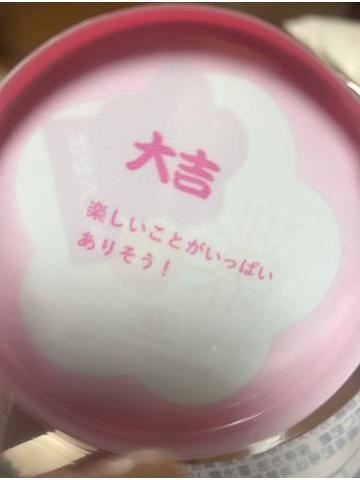 大吉
楽しいことがいっぱい
ありそう！